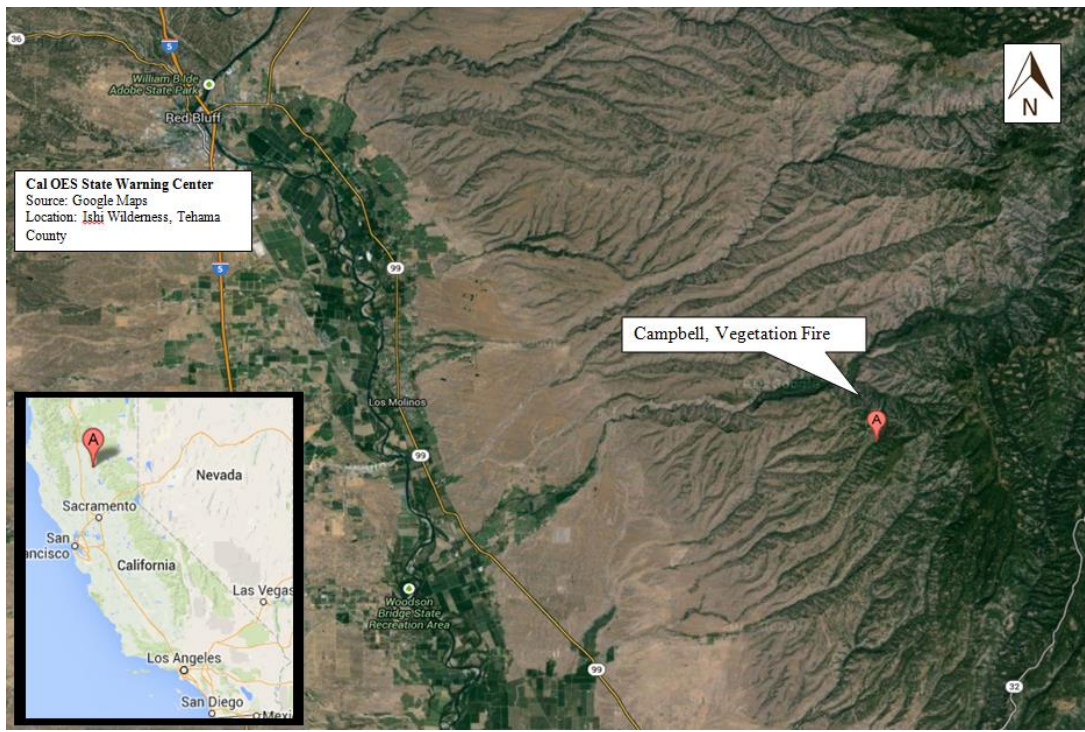 36
5
William B Ide
Adobe State Park
Red Bluff
N
Cal OES State Warning Center
Source: Google Maps
Location: Ishi Wilderness, Tehama
County
5
99
Campbell, Vegetation Fire
A
Los Molinos
99
Woodson
Bridge State
Recreation Area
99
32
A
Nevada
Sacramento
San
ancisco
California
Las Vegas
Los Angeles
San Diego
Mexi